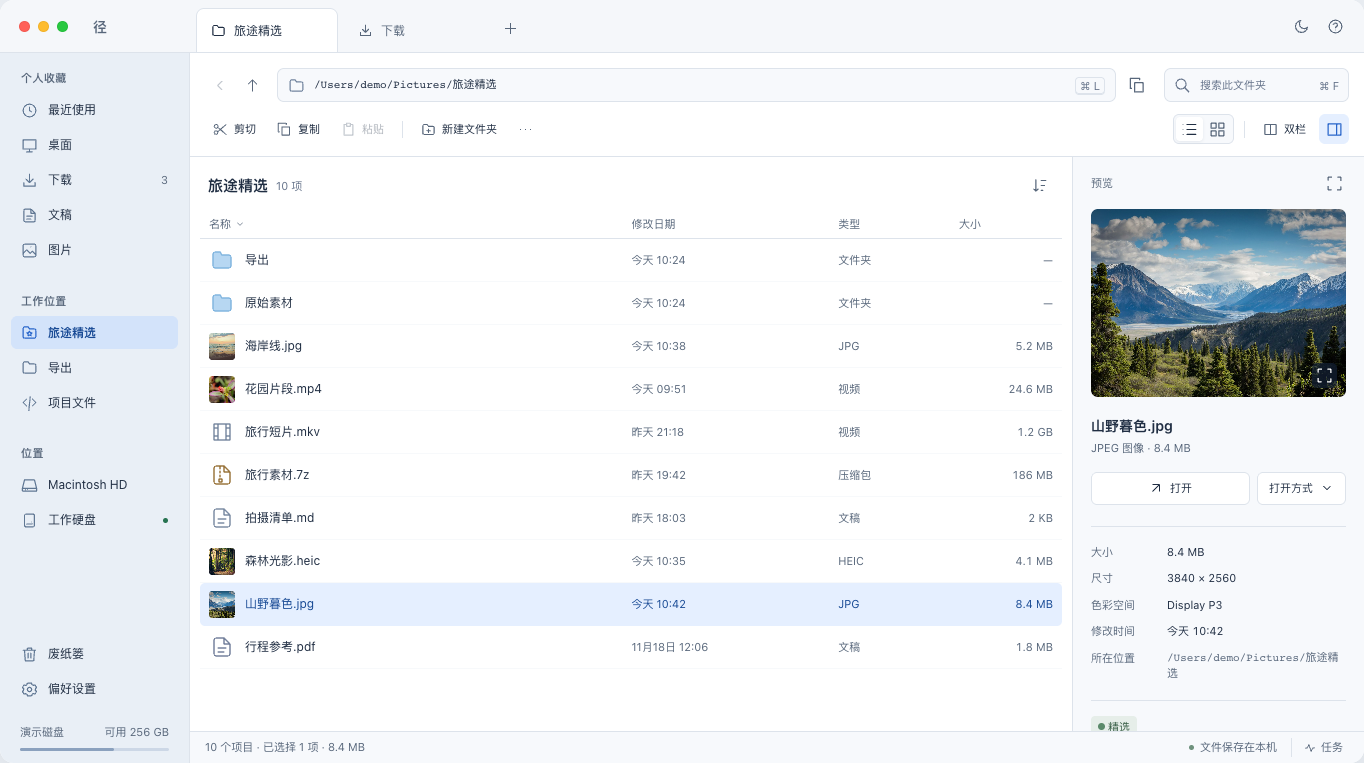 径
旅途精选
下载
个人收藏
最近使用
桌面
下载 3
文稿
图片
工作位置
旅途精选
导出
项目文件
位置
Macintosh HD
工作硬盘
废纸篓
偏好设置
演示磁盘 可用 256 GB
/Users/demo/Pictures/旅途精选 ⌘ L
搜索此文件夹 ⌘ F
剪切 复制 粘贴 新建文件夹 ···
双栏
旅途精选 10 项
名称 修改日期 类型 大小
导出 今天 10:24 文件夹 —
原始素材 今天 10:24 文件夹 —
海岸线.jpg 今天 10:38 JPG 5.2 MB
花园片段.mp4 今天 09:51 视频 24.6 MB
旅行短片.mkv 昨天 21:18 视频 1.2 GB
旅行素材.7z 昨天 19:42 压缩包 186 MB
拍摄清单.md 昨天 18:03 文稿 2 KB
森林光影.heic 今天 10:35 HEIC 4.1 MB
山野暮色.jpg 今天 10:42 JPG 8.4 MB
行程参考.pdf 11月18日 12:06 文稿 1.8 MB
预览
山野暮色.jpg
JPEG 图像 · 8.4 MB
打开 打开方式
大小 8.4 MB
尺寸 3840 × 2560
色彩空间 Display P3
修改时间 今天 10:42
所在位置 /Users/demo/Pictures/旅途精
选
精选
10 个项目 · 已选择 1 项 · 8.4 MB
文件保存在本机 任务